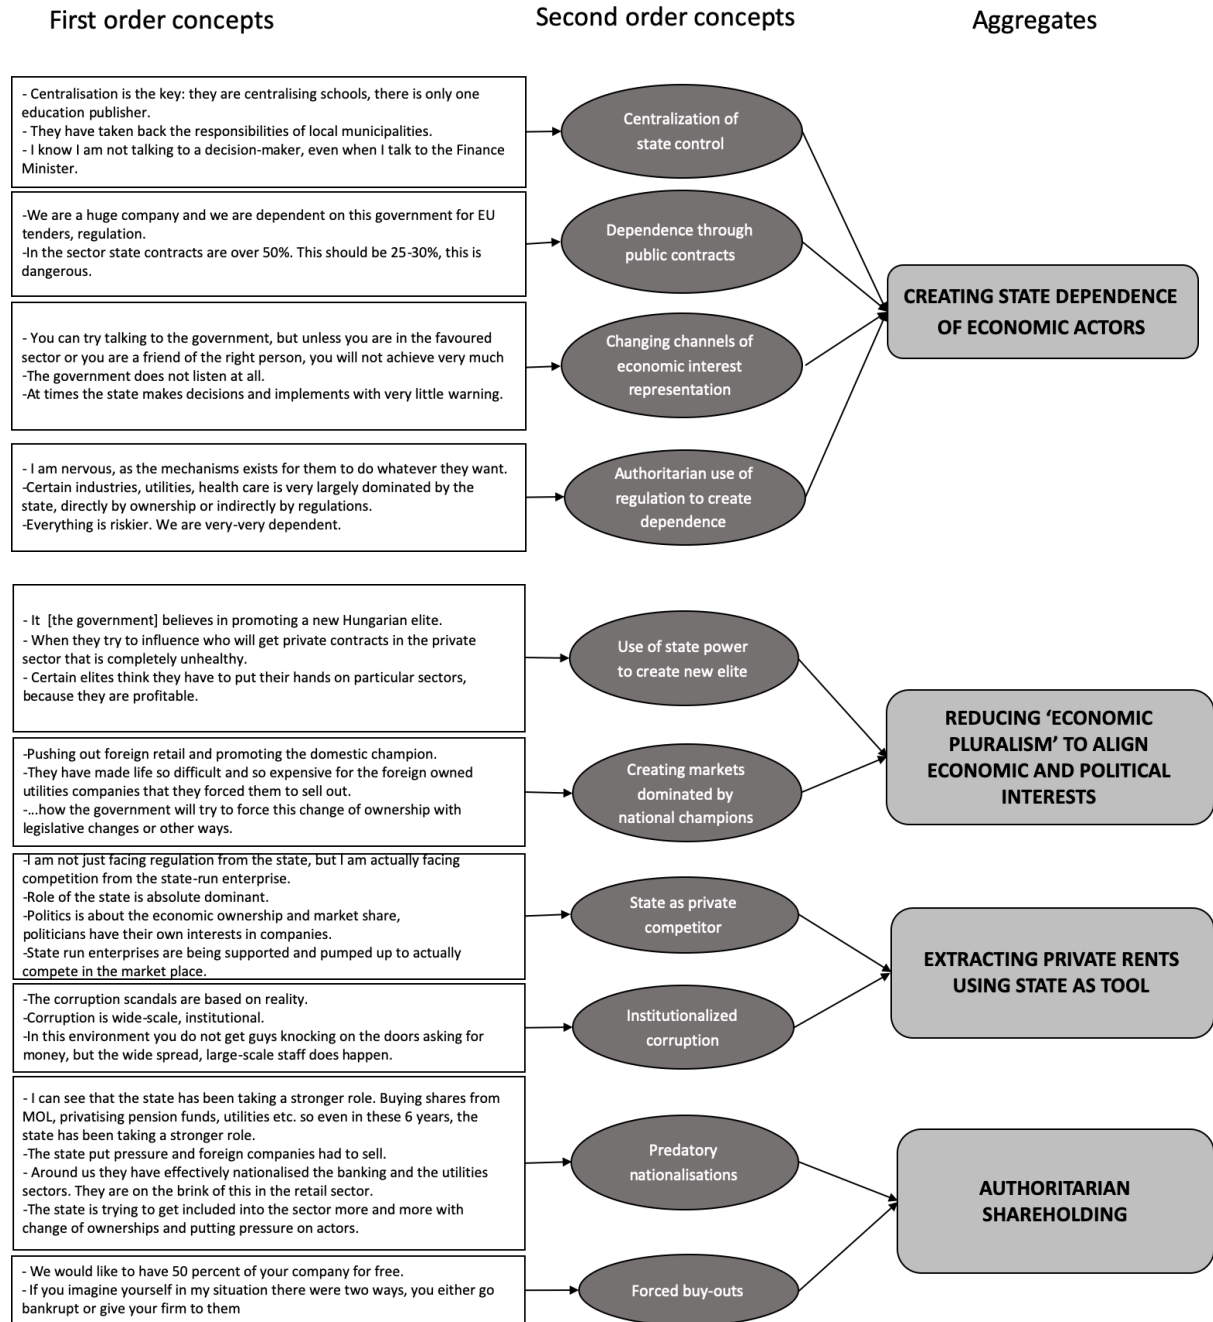 First order concepts
Second order concepts
Aggregates
- Centralisation is the key: they are centralising schools, there is only one
education publisher.
- They have taken back the responsibilities of local municipalities.
- I know I am not talking to a decision-maker, even when I talk to the Finance
Minister.
Centralization of
state control
-We are a huge company and we are dependent on this government for EU
tenders, regulation.
-In the sector state contracts are over 50%. This should be 25-30%, this is
dangerous.
Dependence through
public contracts
- You can try talking to the government, but unless you are in the favoured
sector or you are a friend of the right person, you will not achieve very much
-The government does not listen at all.
-At times the state makes decisions and implements with very little warning.
Changing channels of
economic interest
representation
- I am nervous, as the mechanisms exists for them to do whatever they want.
-Certain industries, utilities, health care is very largely dominated by the
state, directly by ownership or indirectly by regulations.
-Everything is riskier. We are very-very dependent.
Authoritarian use of
regulation to create
dependence
CREATING STATE DEPENDENCE
OF ECONOMIC ACTORS
- It [the government] believes in promoting a new Hungarian elite.
- When they try to influence who will get private contracts in the private
sector that is completely unhealthy.
- Certain elites think they have to put their hands on particular sectors,
because they are profitable.
Use of state power
to create new elite
-Pushing out foreign retail and promoting the domestic champion.
-They have made life so difficult and so expensive for the foreign owned
utilities companies that they forced them to sell out.
-...how the government will try to force this change of ownership with
legislative changes or other ways.
Creating markets
dominated by
national champions
REDUCING ‘ECONOMIC
PLURALISM’ TO ALIGN
ECONOMIC AND POLITICAL
INTERESTS
-I am not just facing regulation from the state, but I am actually facing
competition from the state-run enterprise.
-Role of the state is absolute dominant.
-Politics is about the economic ownership and market share,
politicians have their own interests in companies.
-State run enterprises are being supported and pumped up to actually
compete in the market place.
State as private
competitor
-The corruption scandals are based on reality.
-Corruption is wide-scale, institutional.
-In this environment you do not get guys knocking on the doors asking for
money, but the wide spread, large-scale staff does happen.
Institutionalized
corruption
EXTRACTING PRIVATE RENTS
USING STATE AS TOOL
- I can see that the state has been taking a stronger role. Buying shares from
MOL, privatising pension funds, utilities etc. so even in these 6 years, the
state has been taking a stronger role.
-The state put pressure and foreign companies had to sell.
- Around us they have effectively nationalised the banking and the utilities
sectors. They are on the brink of this in the retail sector.
-The state is trying to get included into the sector more and more with
change of ownerships and putting pressure on actors.
Predatory
nationalisations
- We would like to have 50 percent of your company for free.
- If you imagine yourself in my situation there were two ways, you either go
bankrupt or give your firm to them
Forced buy-outs
AUTHORITARIAN
SHAREHOLDING